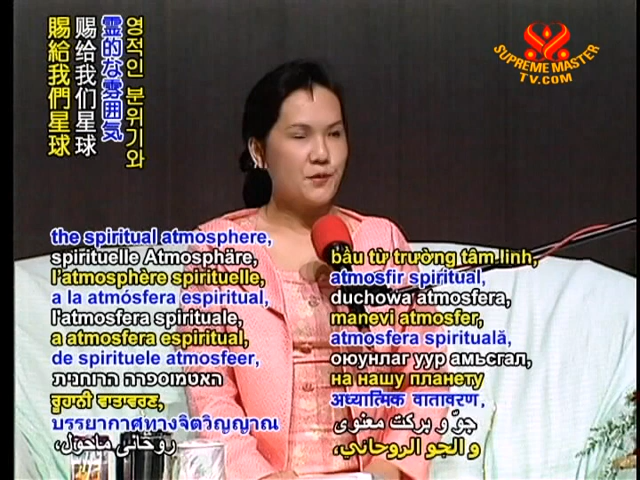 영적인 분위기와
霊的な雰囲気
赐给我们星球
賜給我們星球
SUPREME MASTER
TV.COM
the spiritual atmosphere,
spirituelle Atmosphäre,
l'atmosphère spirituelle,
a la atmósfera espiritual,
l'atmosfera spirituale,
a atmosfera espiritual,
de spirituele atmosfeer,
האטמוספרה הרוחנית
ਰੂਹਾਨੀ ਵਾਤਾਵਰਣ,
บรรยากาศทางจิตวิญญาณ
روحانی ماحول،
bầu từ trường tâm linh,
atmosfir spiritual,
duchowa atmosfera,
manevi atmosfer,
atmosfera spirituală,
оюунлаг уур амьсгал,
на нашу планету
अध्यात्मिक वातावरण,
جوّ و برکت معنوی
و الجو الروحاني،